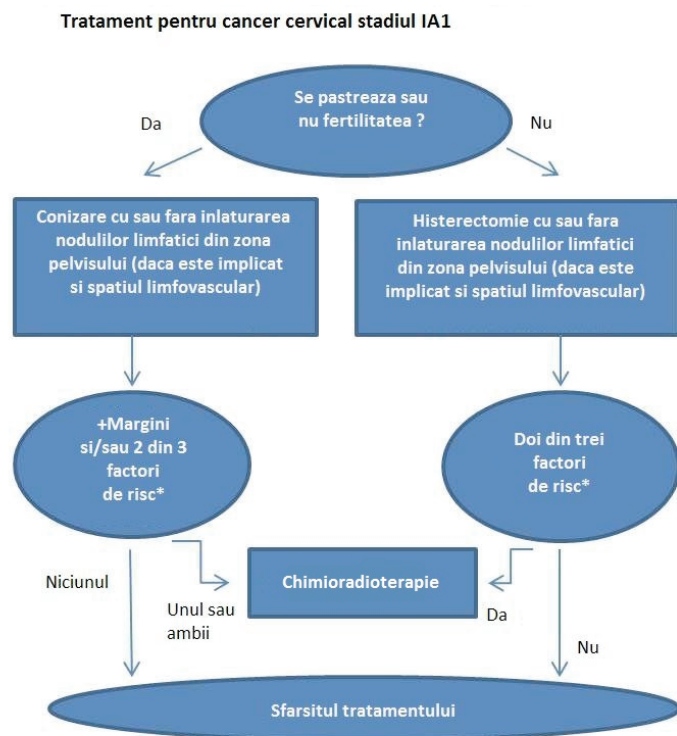 Tratament pentru cancer cervical stadiul IA1
Se pastreaza sau
nu fertilitatea ?
Da
Nu
Conizare cu sau fara inlaturarea
nodulilor limfatici din zona
pelvisului (daca este implicat
si spatiul limfovascular)
Histerectomie cu sau fara
inlaturarea nodulilor limfatici
din zona pelvisului (daca este
implicat si spatiul limfovascular)
+Margini
si/sau 2 din 3
factori
de risc*
Doi din trei
factori
de risc*
Niciunul
Unul sau
ambii
Chimioradioterapie
Da
Nu
Sfarsitul tratamentului